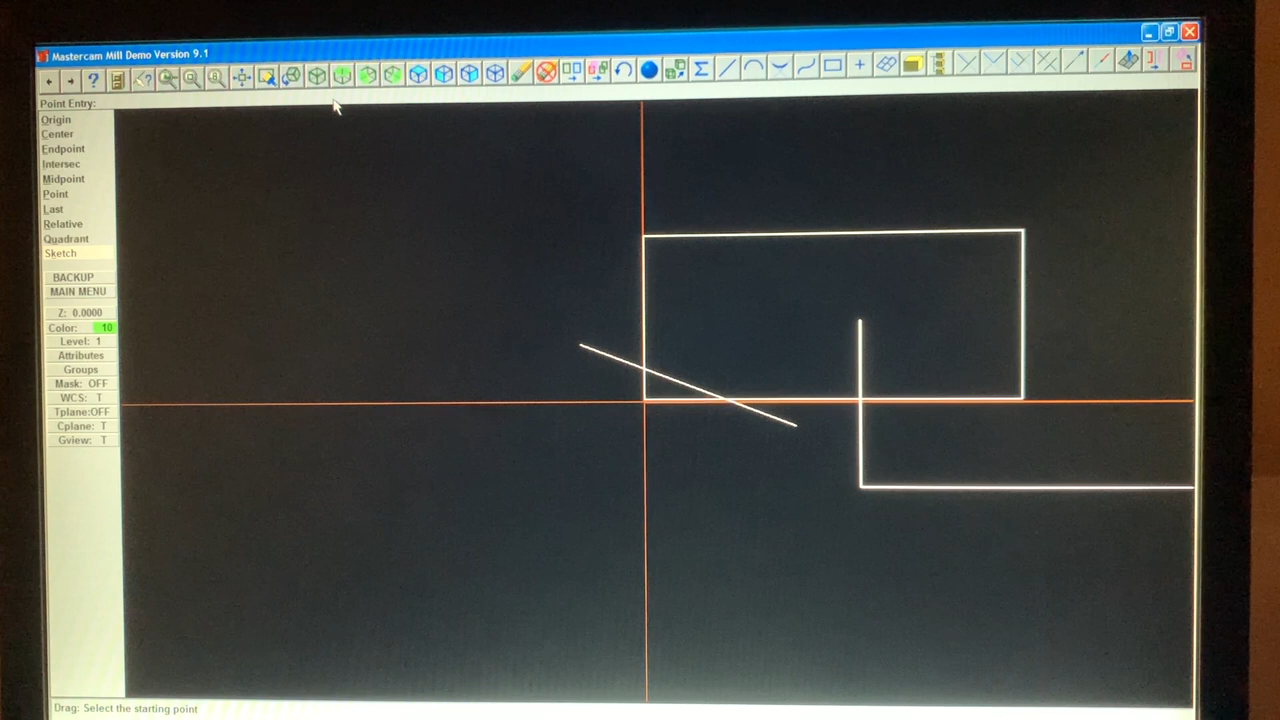 Mastercam Mill Demo Version 9.1
Point Entry:
Origin
Center
Endpoint
Intersec
Midpoint
Point
Last
Relative
Quadrant
Sketch
BACKUP
MAIN MENU
Z: 0.0000
Color: 10
Level: 1
Attributes
Groups
Mask: OFF
WCS: T
Tplane:OFF
Cplane: T
Gview: T
Drag: Select the starting point